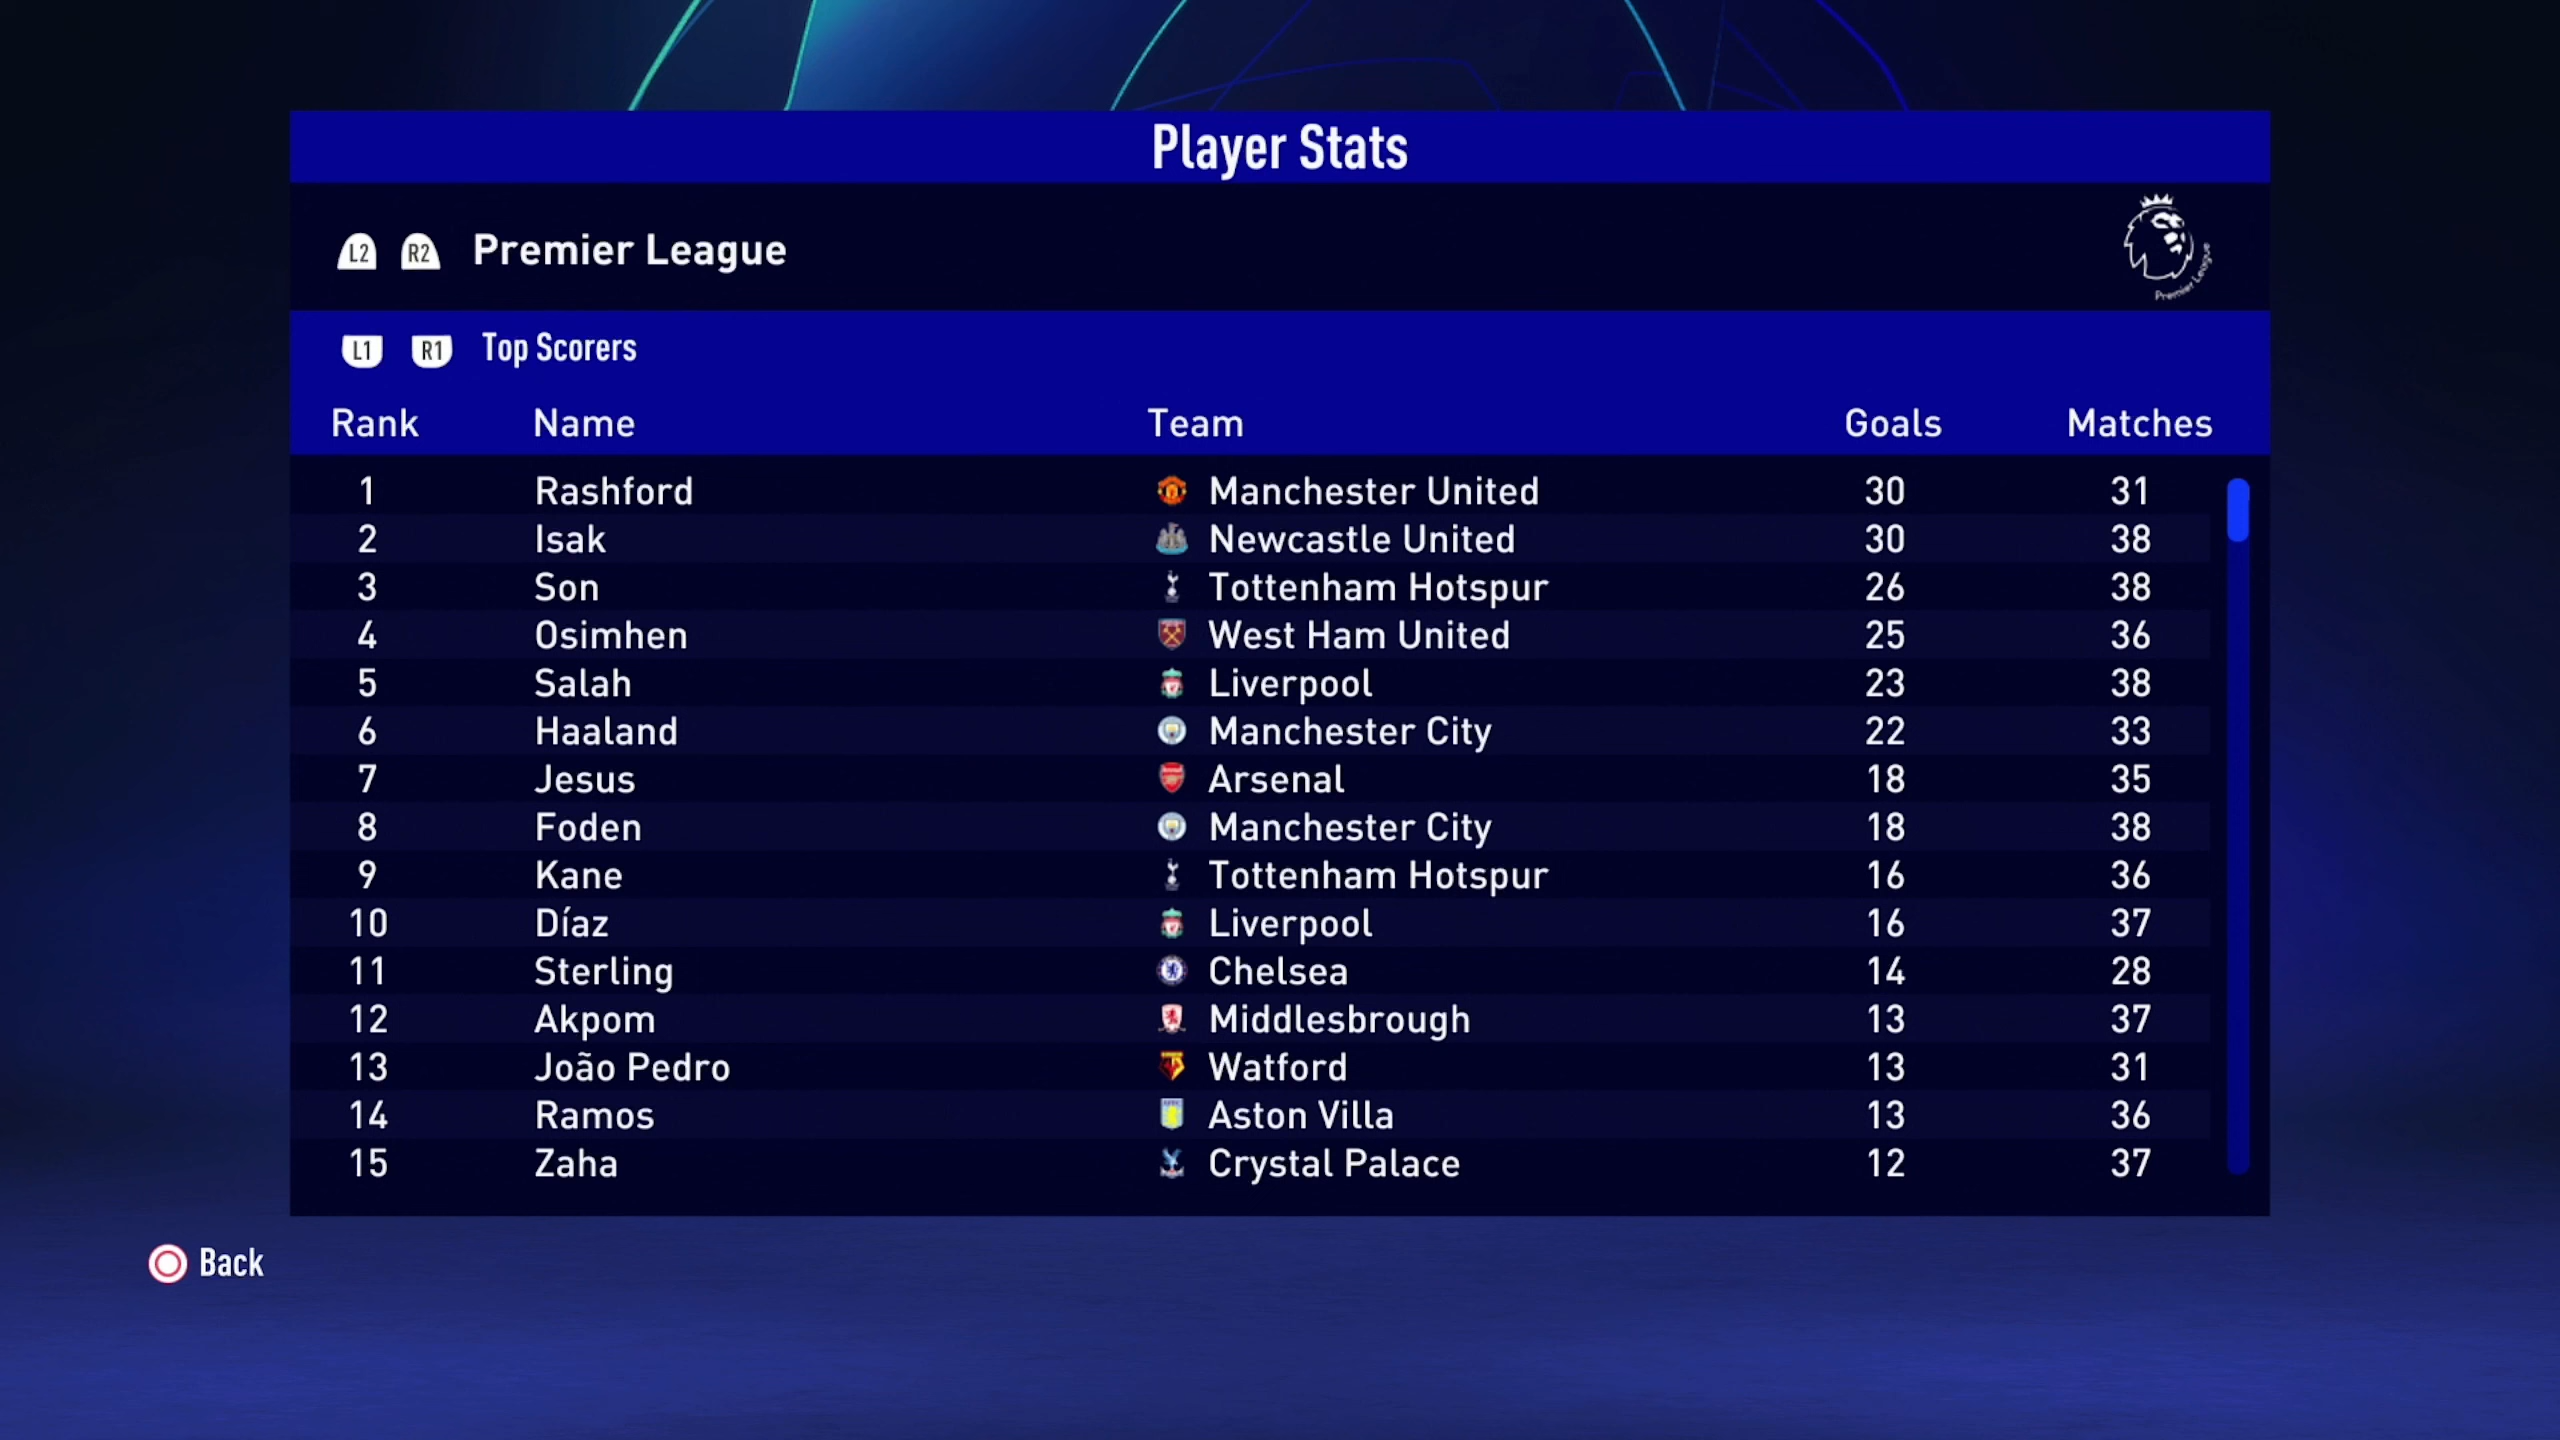 Player Stats
L2 R2 Premier League
Premier League
L1 R1 Top Scorers
Rank Name Team Goals Matches
1 Rashford Manchester United 30 31
2 Isak Newcastle United 30 38
3 Son Tottenham Hotspur 26 38
4 Osimhen West Ham United 25 36
5 Salah Liverpool 23 38
6 Haaland Manchester City 22 33
7 Jesus Arsenal 18 35
8 Foden Manchester City 18 38
9 Kane Tottenham Hotspur 16 36
10 Díaz Liverpool 16 37
11 Sterling Chelsea 14 28
12 Akpom Middlesbrough 13 37
13 João Pedro Watford 13 31
14 Ramos Aston Villa 13 36
15 Zaha Crystal Palace 12 37
Back